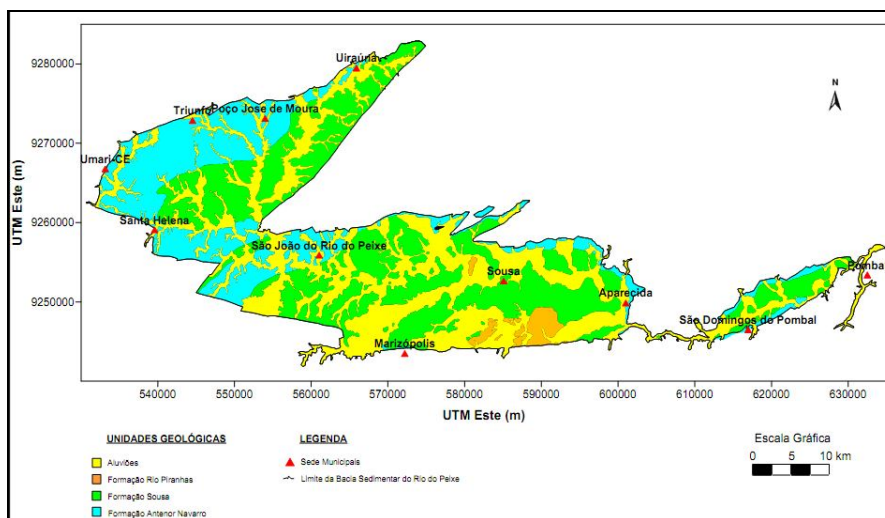 9280000
9270000
9260000
9250000
UTM Este (m)
Uiraúna
Triunfo
Poço Jose de Moura
Umari-CE
Santa Helena
São João do Rio do Peixe
Sousa
Aparecida
Pombal
São Domingos de Pombal
Marizópolis
N
540000 550000 560000 570000 580000 590000 600000 610000 620000 630000
UTM Este (m)
UNIDADES GEOLÓGICAS
Aluviões
Formação Rio Piranhas
Formação Sousa
Formação Antenor Navarro
LEGENDA
Sede Municipais
Limite da Bacia Sedimentar do Rio do Peixe
Escala Gráfica
0 5 10 km